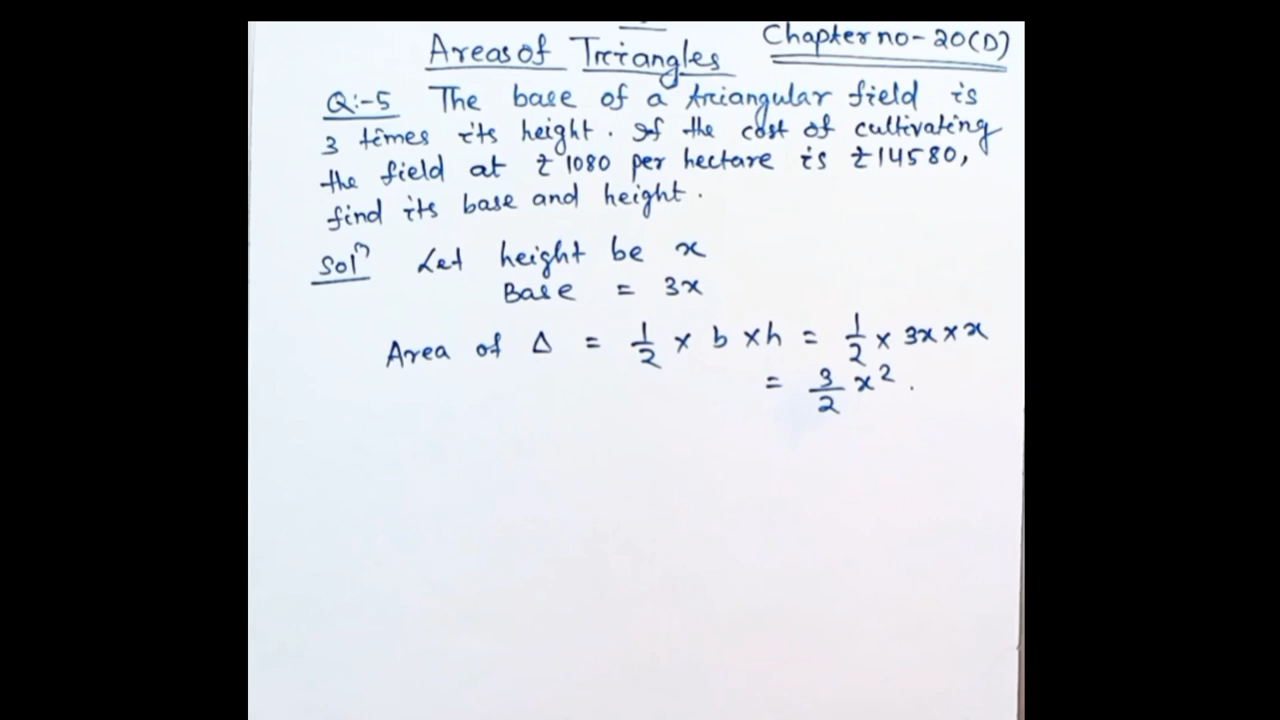 Areas of Triangles
Chapter no - 20(D)
Q:-5 The base of a triangular field is
3 times its height. If the cost of cultivating
the field at ₹1080 per hectare is ₹14580,
find its base and height.
Solⁿ Let height be x
Base = 3x
Area of Δ = 1/2 × b × h = 1/2 × 3x × x
= 3/2 x².